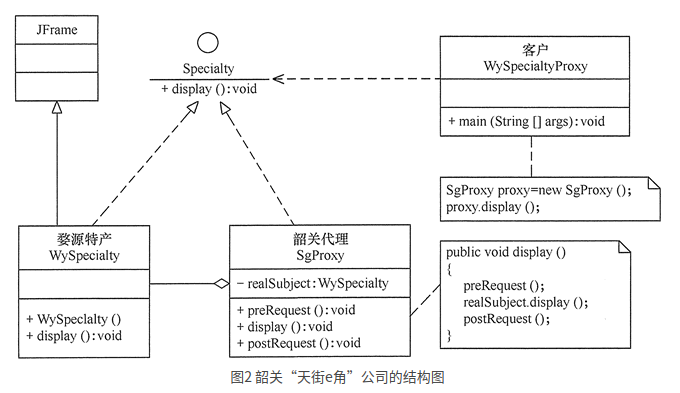 JFrame
Specialty
+ display ():void
客户
WySpecialtyProxy
+ main (String [] args):void
SgProxy proxy=new SgProxy ();
proxy.display ();
婺源特产
WySpecialty
+ WySpeclalty ()
+ display ():void
韶关代理
SgProxy
- realSubject:WySpecialty
+ preRequest ():void
+ display ():void
+ postRequest ():void
public void display ()
{
preRequest ();
realSubject.display ();
postRequest ();
}
图2 韶关“天街e角”公司的结构图